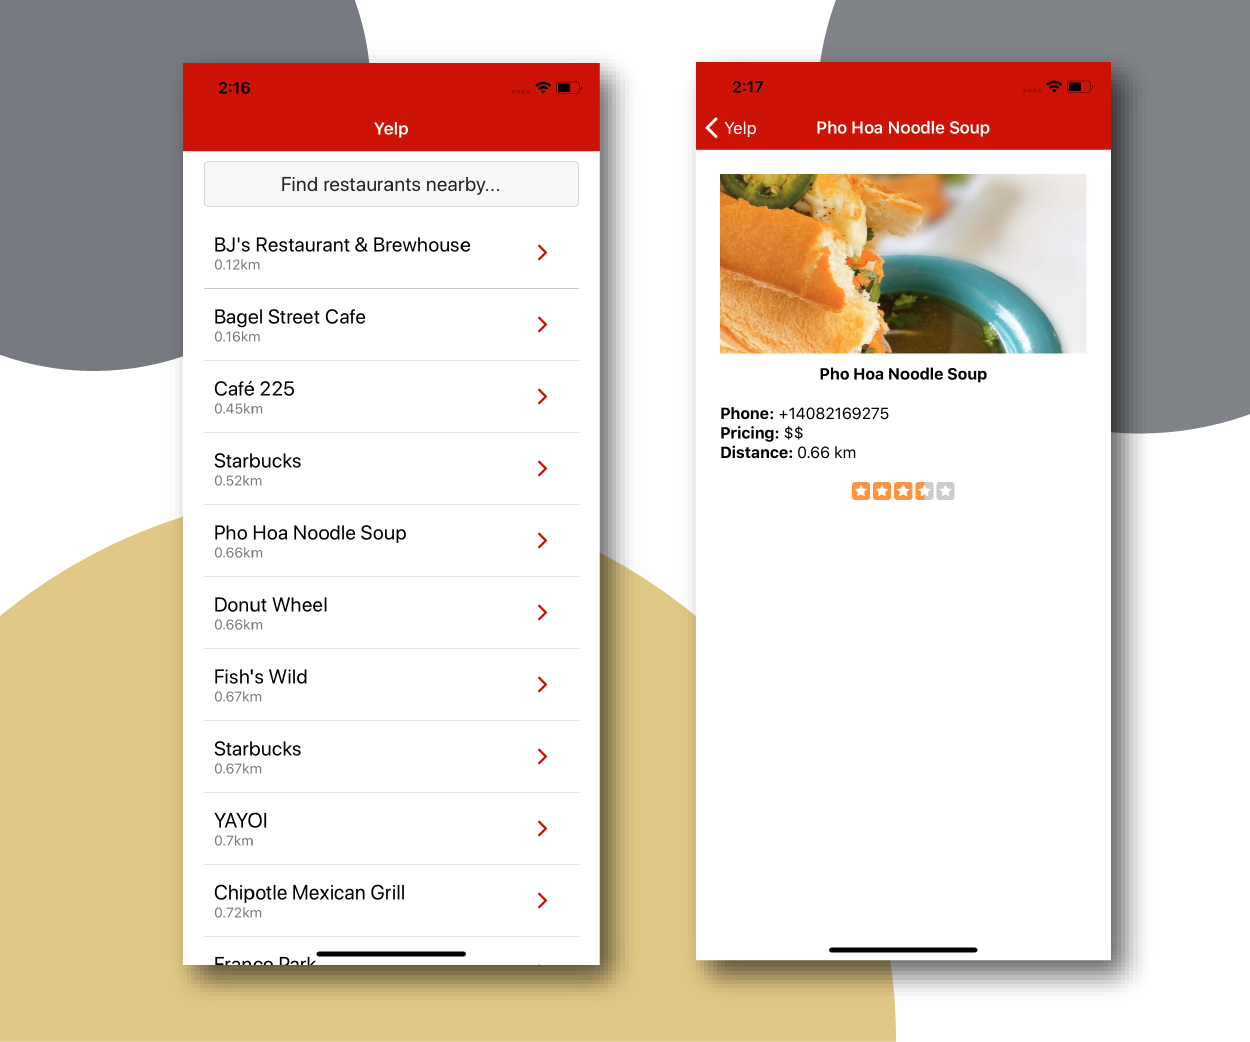 2:16
Yelp
Find restaurants nearby...
BJ's Restaurant & Brewhouse
0.12km
Bagel Street Cafe
0.16km
Café 225
0.45km
Starbucks
0.52km
Pho Hoa Noodle Soup
0.66km
Donut Wheel
0.66km
Fish's Wild
0.67km
Starbucks
0.67km
YAYOI
0.7km
Chipotle Mexican Grill
0.72km
Franco Park
2:17
Yelp Pho Hoa Noodle Soup
Pho Hoa Noodle Soup
Phone: +14082169275
Pricing: $$
Distance: 0.66 km